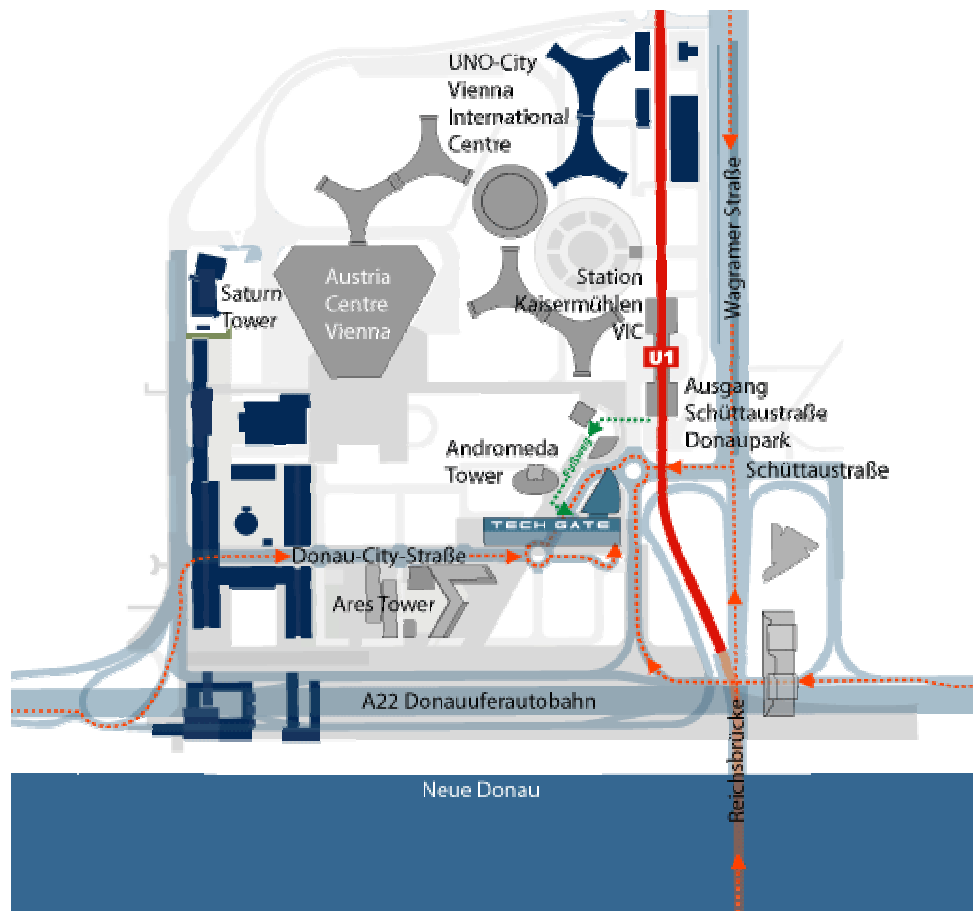 UNO-City
Vienna
International
Centre
Wagramer Straße
Austria
Centre
Vienna
Saturn
Tower
Station
Kaisermühlen
VIC
U1
Ausgang
Schüttaustraße
Donaupark
Andromeda
Tower
Fußweg
Schüttaustraße
TECH GATE
Donau-City-Straße
Ares Tower
A22 Donauuferautobahn
Reichsbrücke
Neue Donau